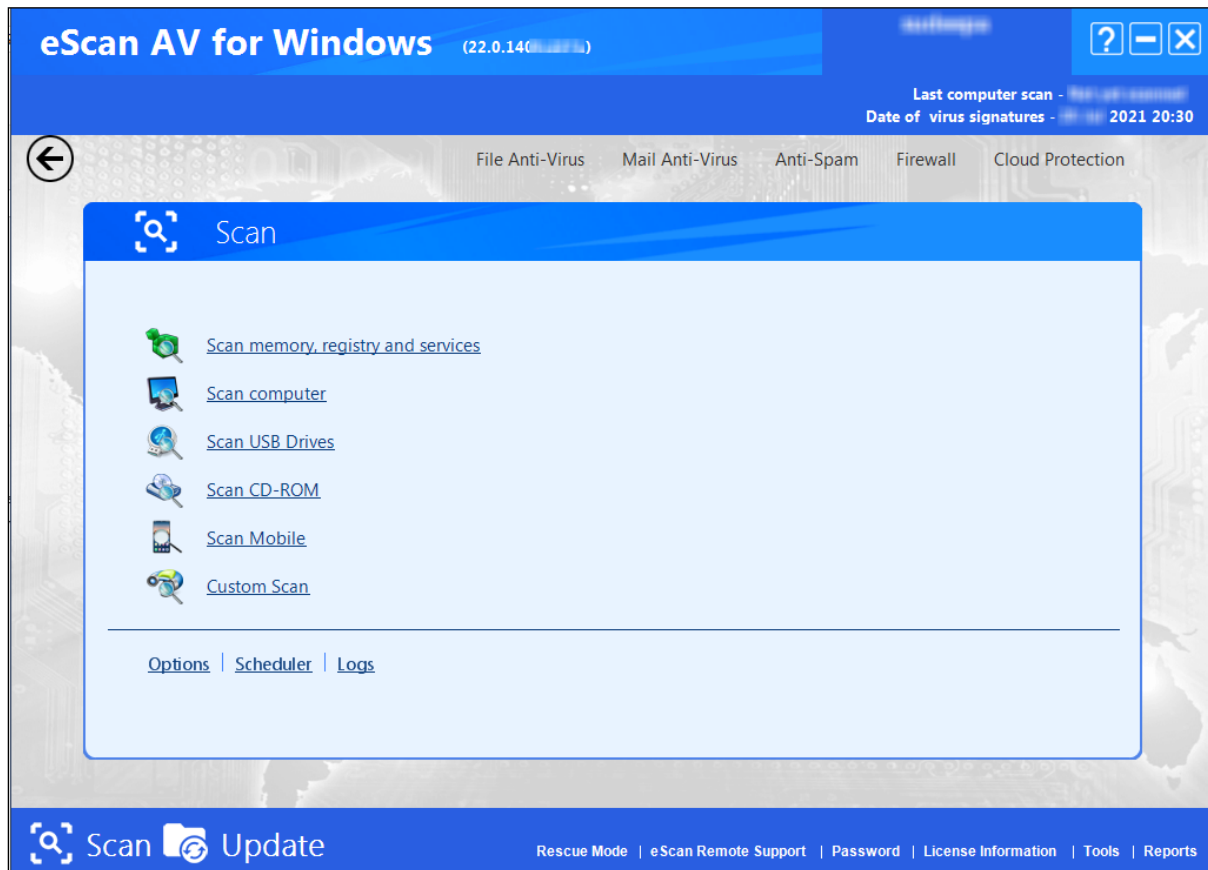 eScan AV for Windows (22.0.140
Last computer scan -
Date of virus signatures - 2021 20:30
File Anti-Virus Mail Anti-Virus Anti-Spam Firewall Cloud Protection
Scan
Scan memory, registry and services
Scan computer
Scan USB Drives
Scan CD-ROM
Scan Mobile
Custom Scan
Options | Scheduler | Logs
Scan Update
Rescue Mode | eScan Remote Support | Password | License Information | Tools | Reports